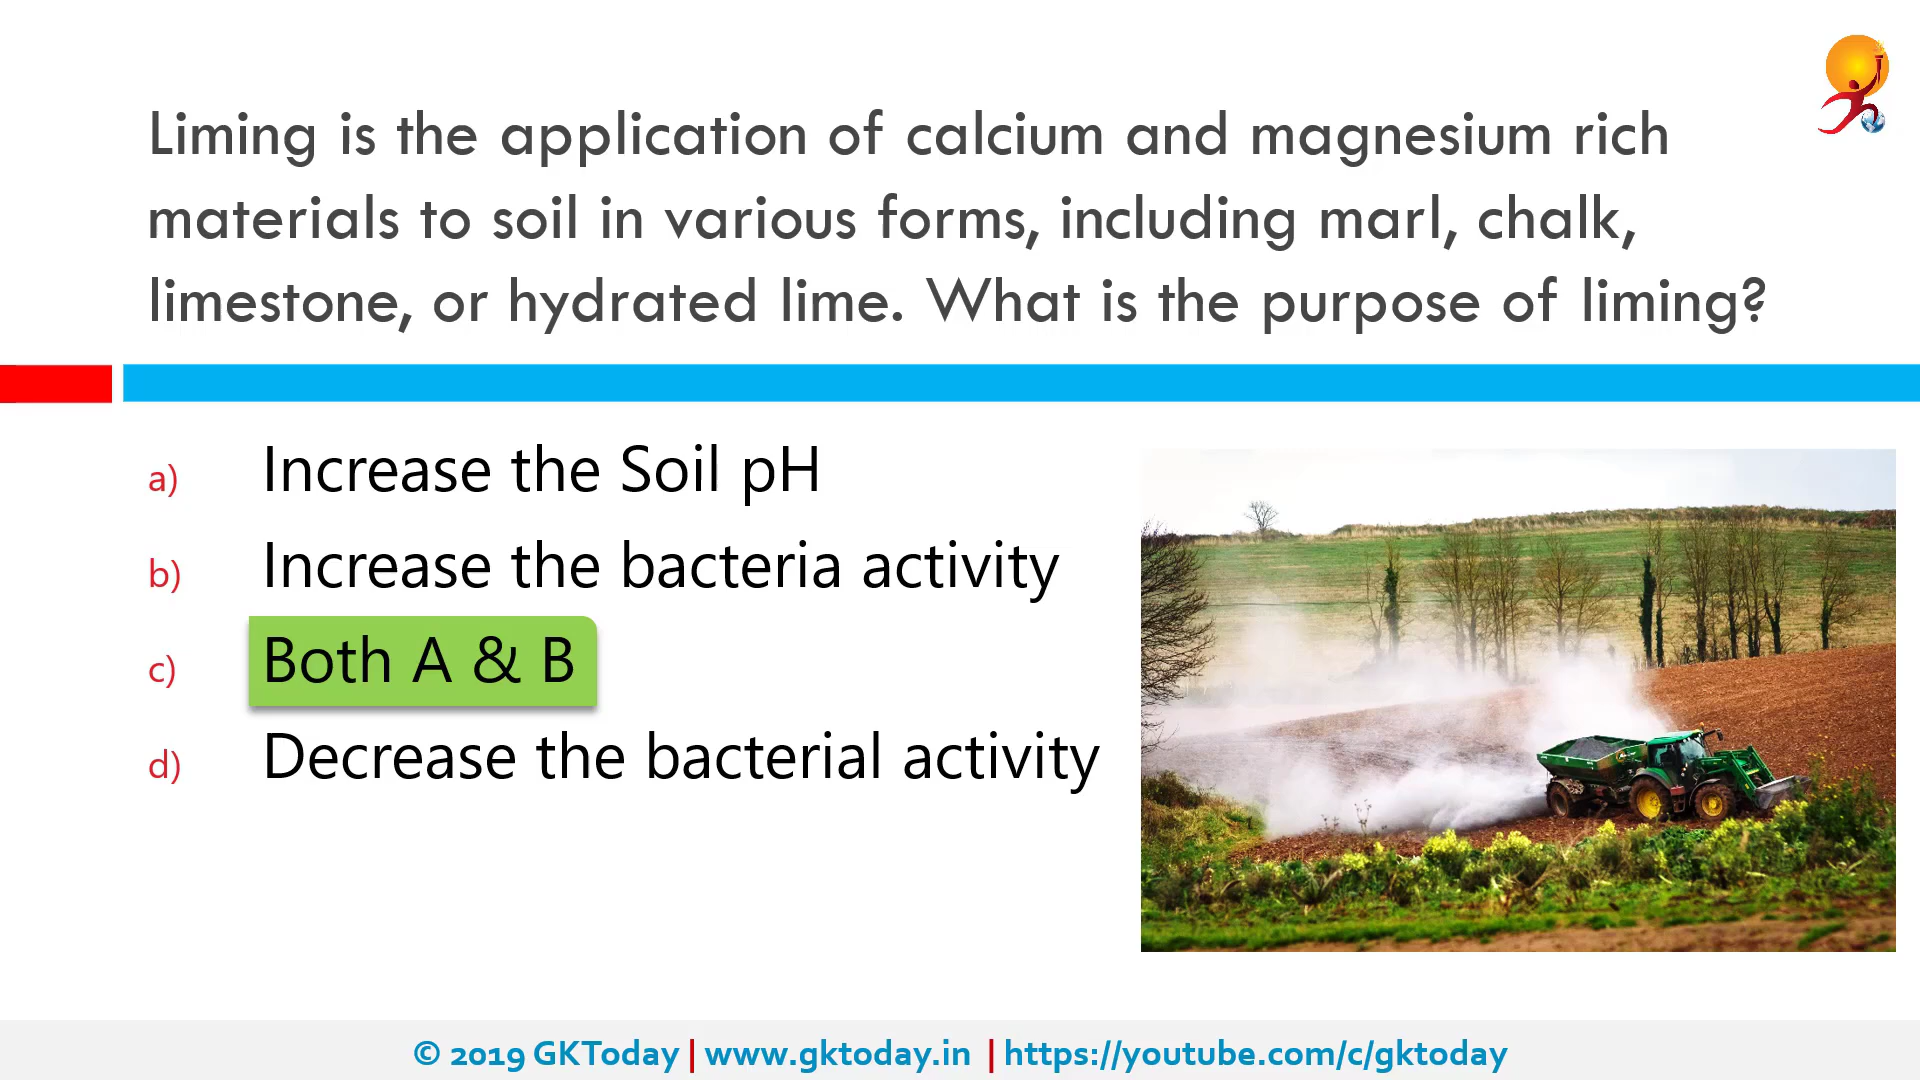 Liming is the application of calcium and magnesium rich
materials to soil in various forms, including marl, chalk,
limestone, or hydrated lime. What is the purpose of liming?
a) Increase the Soil pH
b) Increase the bacteria activity
c) Both A & B
d) Decrease the bacterial activity
© 2019 GKToday | www.gktoday.in | https://youtube.com/c/gktoday